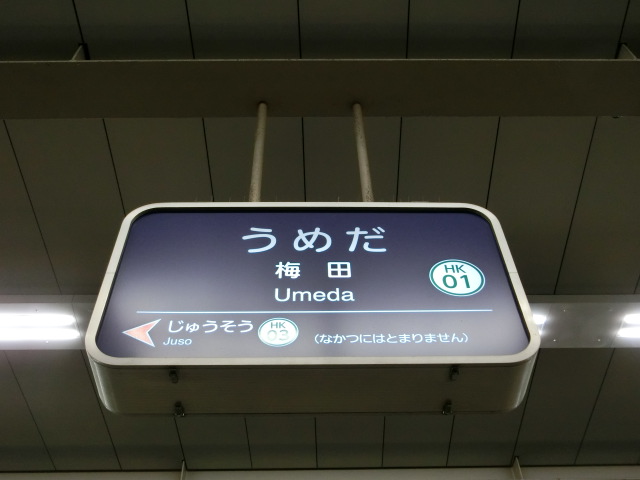 うめだ
梅田
Umeda
HK
01
じゅうそう
Juso
HK
03
(なかつにはとまりません)